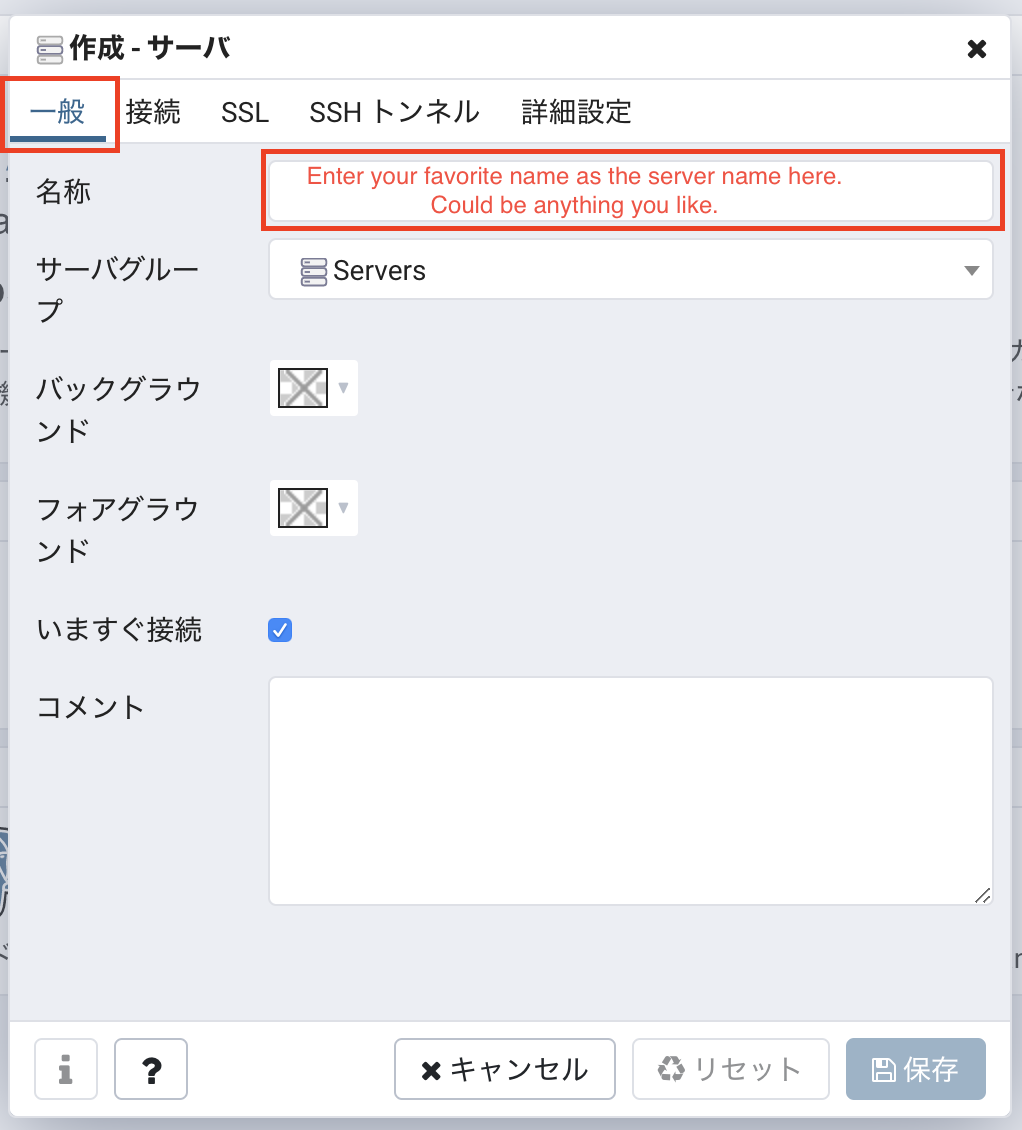 作成 - サーバ
一般 接続 SSL SSH トンネル 詳細設定
名称
Enter your favorite name as the server name here.
Could be anything you like.
サーバグルー
プ
Servers
バックグラウ
ンド
フォアグラウ
ンド
いますぐ接続
コメント
キャンセル リセット 保存